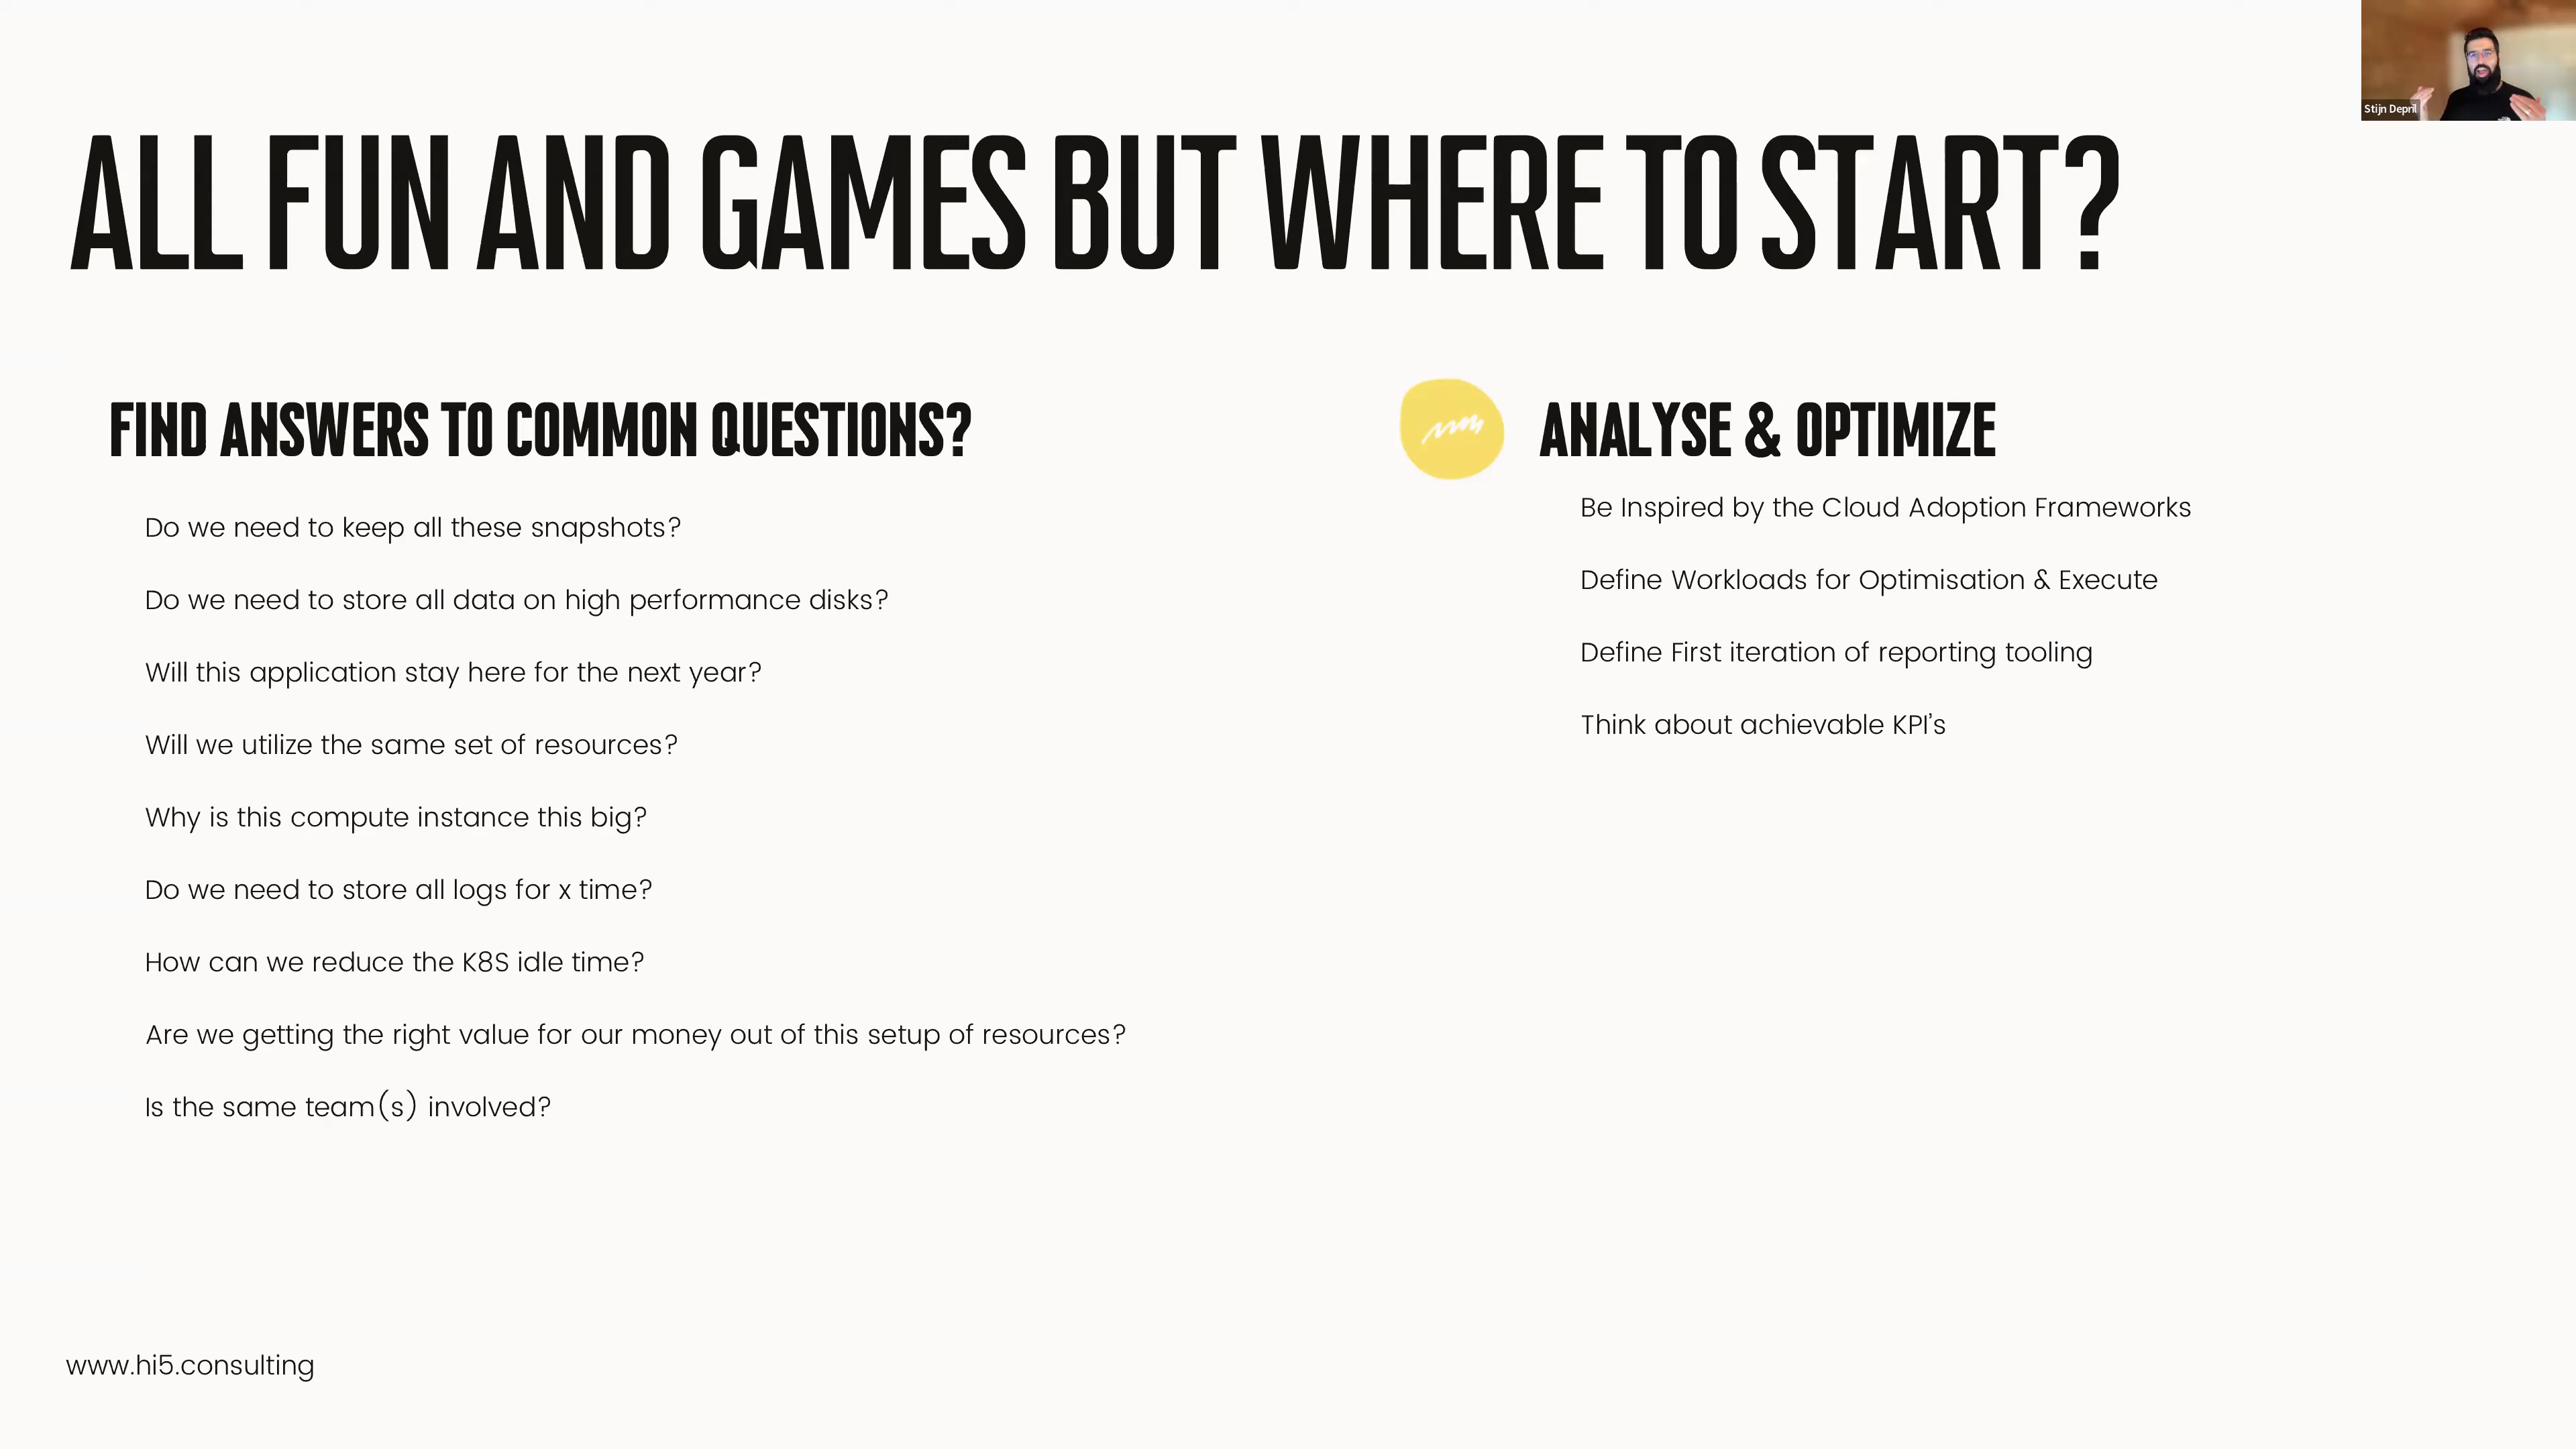 Stijn Depril
ALL FUN AND GAMES BUT WHERE TO START?
FIND ANSWERS TO COMMON QUESTIONS?
Do we need to keep all these snapshots?
Do we need to store all data on high performance disks?
Will this application stay here for the next year?
Will we utilize the same set of resources?
Why is this compute instance this big?
Do we need to store all logs for x time?
How can we reduce the K8S idle time?
Are we getting the right value for our money out of this setup of resources?
Is the same team(s) involved?
ANALYSE & OPTIMIZE
Be Inspired by the Cloud Adoption Frameworks
Define Workloads for Optimisation & Execute
Define First iteration of reporting tooling
Think about achievable KPI's
www.hi5.consulting